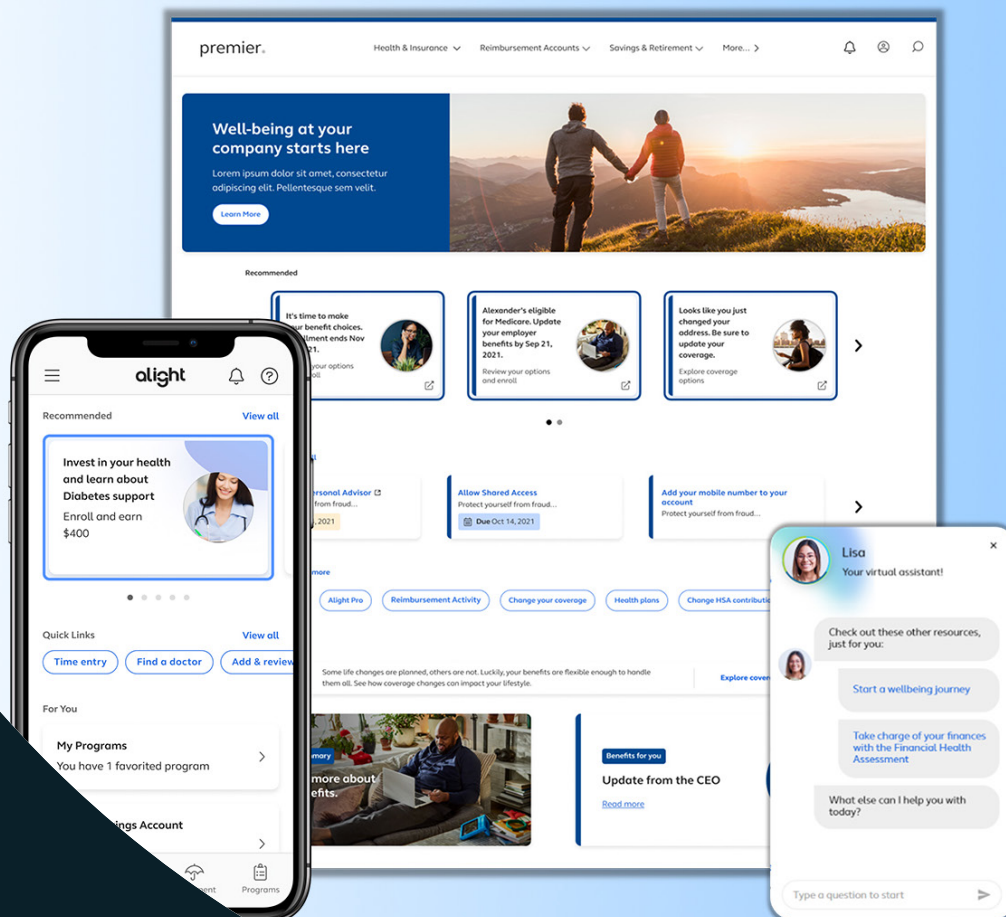 premier.
Health & Insurance
Reimbursement Accounts
Savings & Retirement
More...
Well-being at your
company starts here
Lorem ipsum dolor sit amet, consectetur
adipiscing elit. Pellentesque sem velit.
Learn More
Recommended
It's time to make
benefit choices.
ends Nov
21.
your options
Alexander's eligible
for Medicare. Update
your employer
benefits by Sep 21,
2021.
Review your options
and enroll
Looks like you just
changed your
address. Be sure to
update your
coverage.
Explore coverage
options
Advisor
from fraud...
, 2021
Allow Shared Access
Protect yourself from fraud...
Due Oct 14, 2021
Add your mobile number to your
account
Protect yourself from fraud...
more
Alight Pro
Reimbursement Activity
Change your coverage
Health plans
Change HSA
Some life changes are planned, others are not. Luckily, your benefits are flexible enough to handle
them all. See how coverage changes can impact your lifestyle.
Explore
more about
Benefits for you
Update from the CEO
Read more
alight
Recommended
View all
Invest in your health
and learn about
Diabetes support
Enroll and earn
$400
Quick Links
View all
Time entry
Find a doctor
Add & review
For You
My Programs
You have 1 favorited program
Account
Programs
Lisa
Your virtual assistant!
Check out these other resources,
just for you:
Start a wellbeing journey
Take charge of your finances
with the Financial Health
Assessment
What else can I help you with
today?
Type a question to start